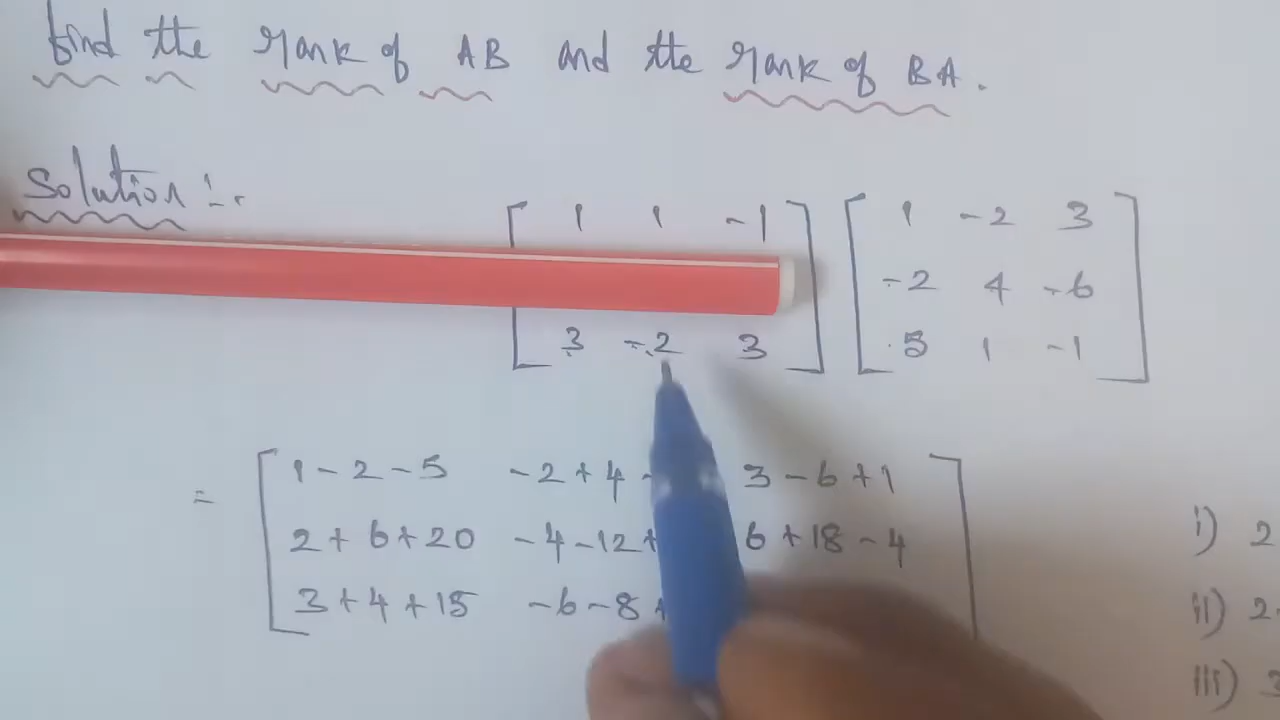 find the rank of AB and the rank of BA.
Solution :-
1 1 -1 1 -2 3
-2 4 -6
3 -2 3 5 1 -1
1 - 2 - 5 -2 + 4 - 3 - 6 + 1
= 2 + 6 + 20 -4 - 12 + 6 + 18 - 4 i) 2
3 + 4 + 15 -6 - 8 + ii) 2
iii) 3